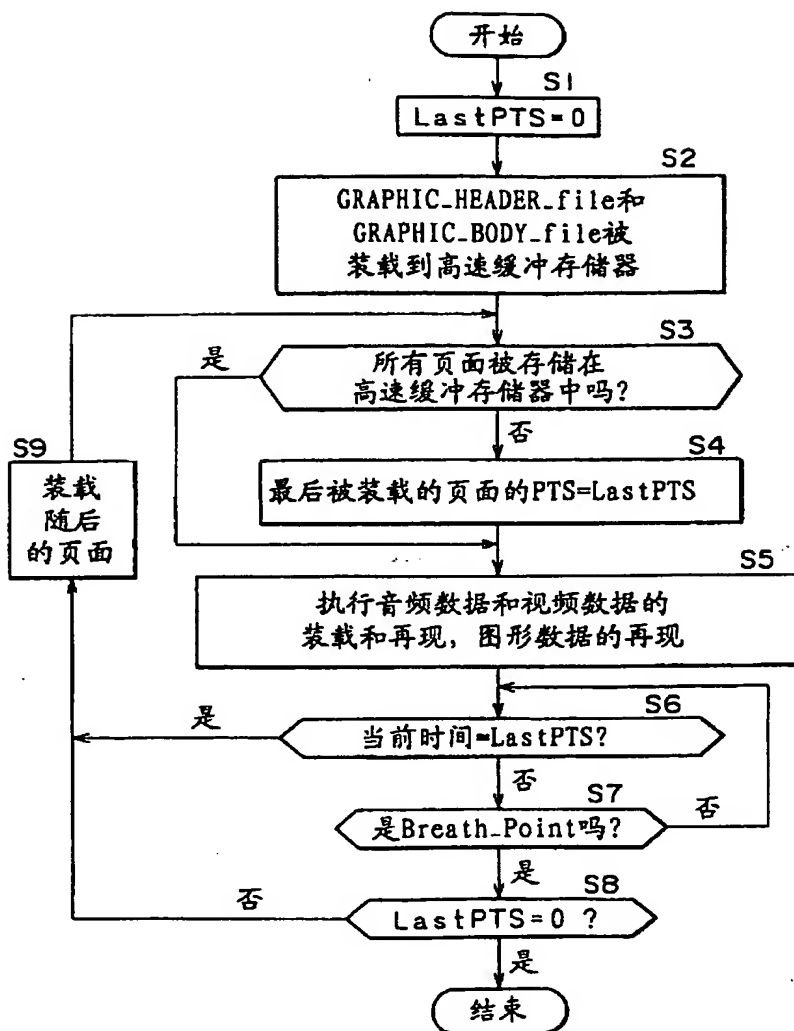 开始
S1
LastPTS=0
S2
GRAPHIC_HEADER_file和
GRAPHIC_BODY_file被
装载到高速缓冲存储器
S3
是
所有页面被存储在
高速缓冲存储器中吗?
否
S9
装载
随后
的页面
S4
最后被装载的页面的PTS=LastPTS
S5
执行音频数据和视频数据的
装载和再现, 图形数据的再现
S6
是
当前时间=LastPTS?
否
S7
是Breath_Point吗?
否
是
S8
否
LastPTS=0 ?
是
结束